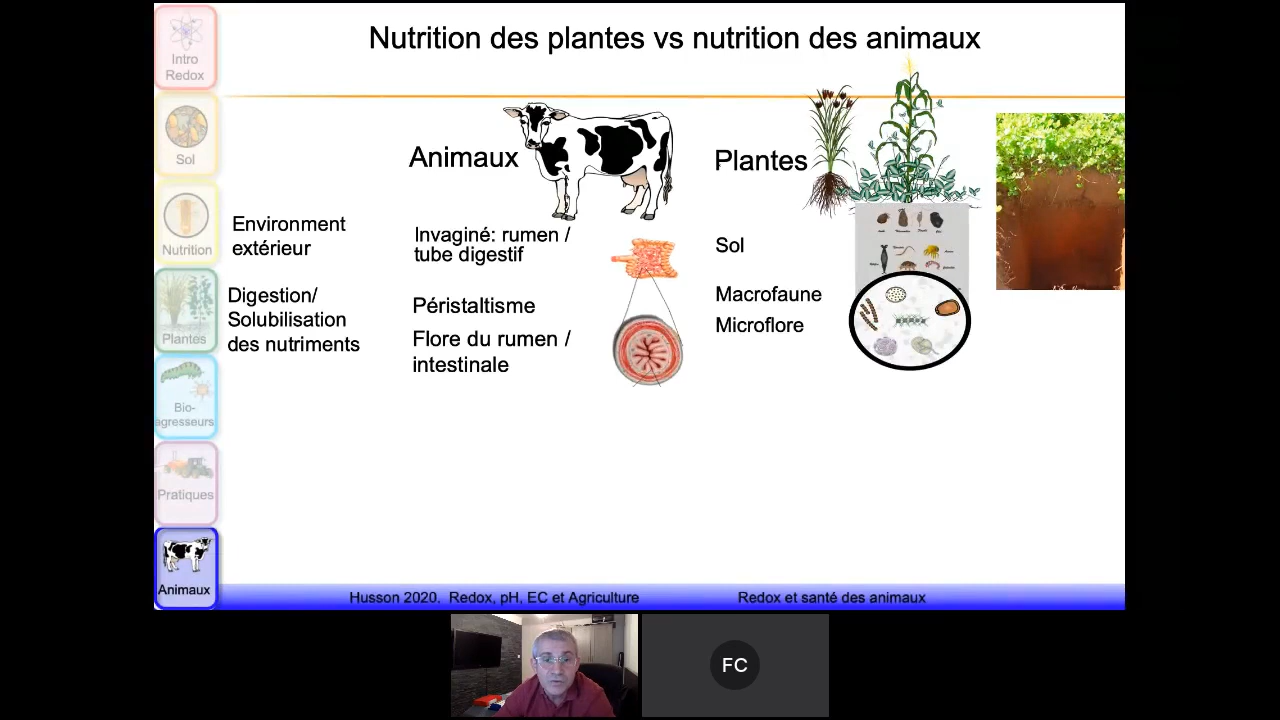 Nutrition des plantes vs nutrition des animaux
Intro
Redox
Sol
Nutrition
Plantes
Bio-
agresseurs
Pratiques
Animaux
Animaux
Plantes
Environment
extérieur
Invaginé: rumen /
tube digestif
Sol
Digestion/
Solubilisation
des nutriments
Péristaltisme
Flore du rumen /
intestinale
Macrofaune
Microflore
Husson 2020. Redox, pH, EC et Agriculture
Redox et santé des animaux
FC